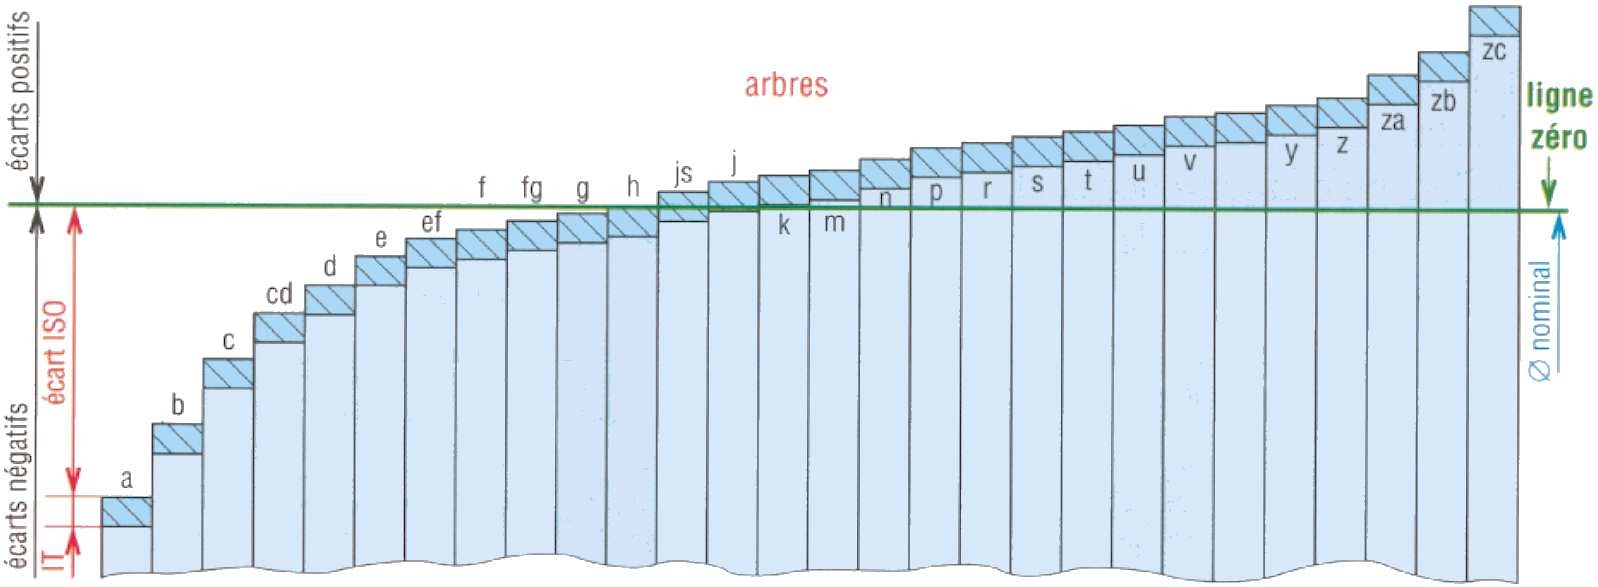 écarts positifs
écarts négatifs
écart ISO
IT
arbres
a
b
c
cd
d
e
ef
f
fg
g
h
js
j
k
m
n
p
r
s
t
u
v
y
z
za
zb
zc
ligne
zéro
Ø nominal